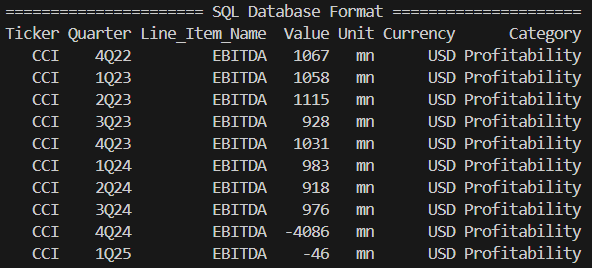 ====================== SQL Database Format =====================
Ticker Quarter Line_Item_Name Value Unit Currency Category
CCI 4Q22 EBITDA 1067 mn USD Profitability
CCI 1Q23 EBITDA 1058 mn USD Profitability
CCI 2Q23 EBITDA 1115 mn USD Profitability
CCI 3Q23 EBITDA 928 mn USD Profitability
CCI 4Q23 EBITDA 1031 mn USD Profitability
CCI 1Q24 EBITDA 983 mn USD Profitability
CCI 2Q24 EBITDA 918 mn USD Profitability
CCI 3Q24 EBITDA 976 mn USD Profitability
CCI 4Q24 EBITDA -4086 mn USD Profitability
CCI 1Q25 EBITDA -46 mn USD Profitability